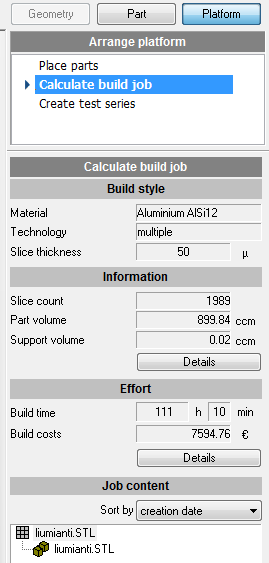 Geometry Part Platform
Arrange platform
Place parts
Calculate build job
Create test series
Calculate build job
Build style
Material Aluminium AlSi12
Technology multiple
Slice thickness 50 µ
Information
Slice count 1989
Part volume 899.84 ccm
Support volume 0.02 ccm
Details
Effort
Build time 111 h 10 min
Build costs 7594.76 €
Details
Job content
Sort by creation date
liumianti.STL
liumianti.STL